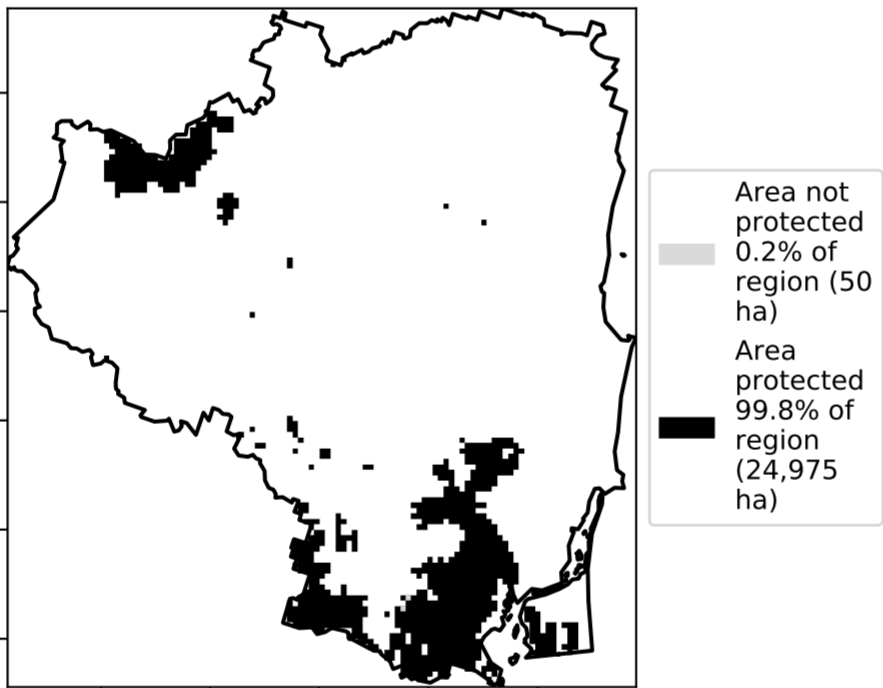 Area not
protected
0.2% of
region (50
ha)
Area
protected
99.8% of
region
(24,975
ha)